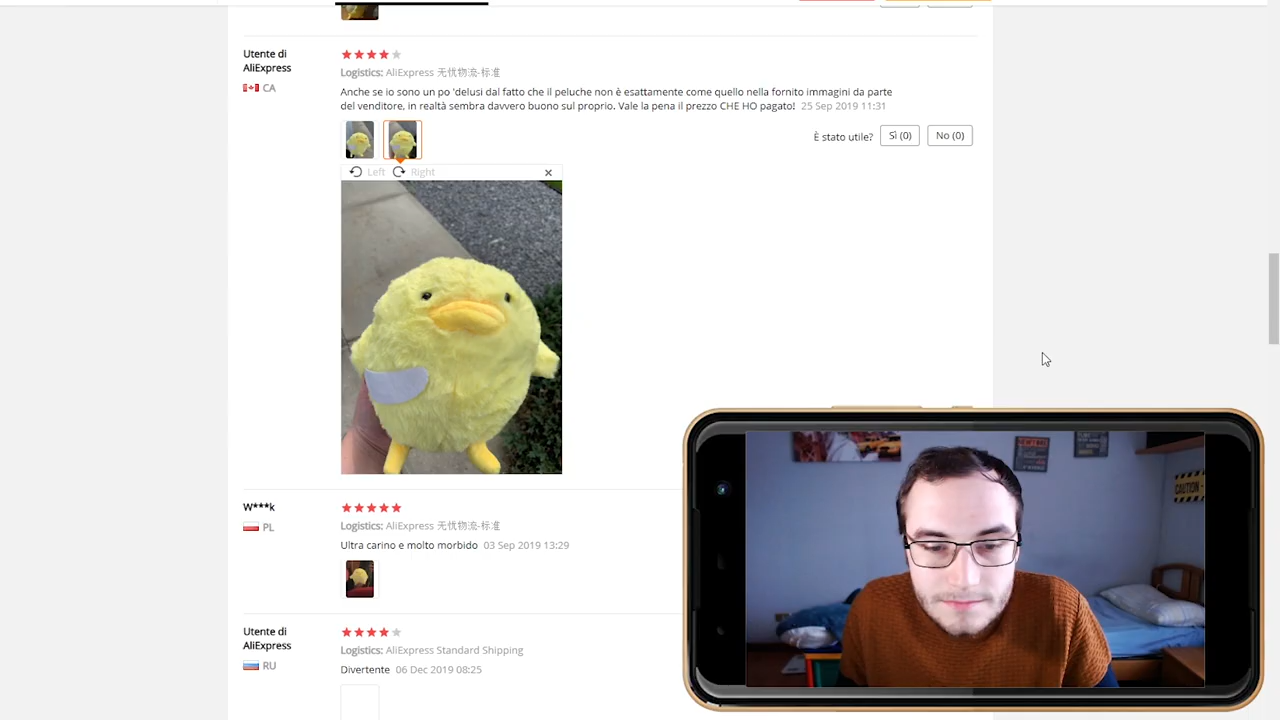 Utente di
AliExpress
CA
Logistics: AliExpress 无忧物流-标准
Anche se io sono un po 'delusi dal fatto che il peluche non è esattamente come quello nella fornito immagini da parte
del venditore, in realtà sembra davvero buono sul proprio. Vale la pena il prezzo CHE HO pagato! 25 Sep 2019 11:31
È stato utile? Sì (0) No (0)
Left Right ×
W***k
PL
Logistics: AliExpress 无忧物流-标准
Ultra carino e molto morbido 03 Sep 2019 13:29
Utente di
AliExpress
RU
Logistics: AliExpress Standard Shipping
Divertente 06 Dec 2019 08:25
CAUTION